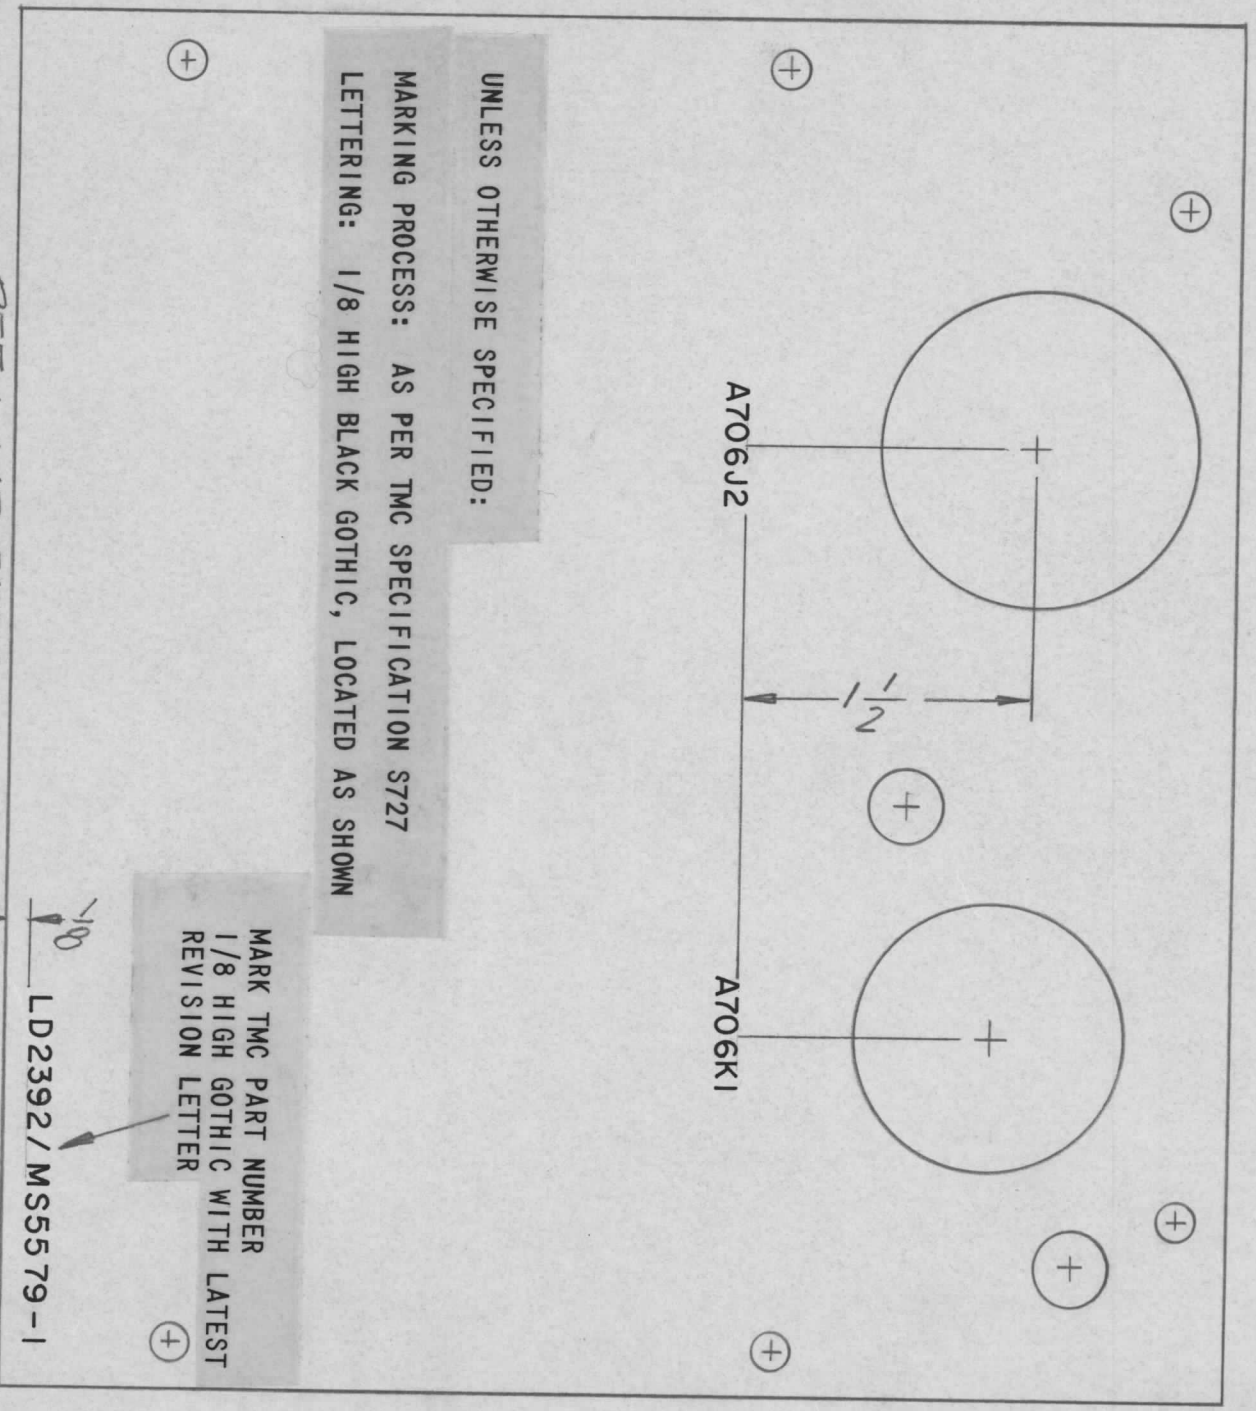 A706J2
A706K1
1 1/2
UNLESS OTHERWISE SPECIFIED:
MARKING PROCESS: AS PER TMC SPECIFICATION S727
LETTERING: 1/8 HIGH BLACK GOTHIC, LOCATED AS SHOWN
MARK TMC PART NUMBER
1/8 HIGH GOTHIC WITH LATEST
REVISION LETTER
1/8
LD2392/MS5579-1